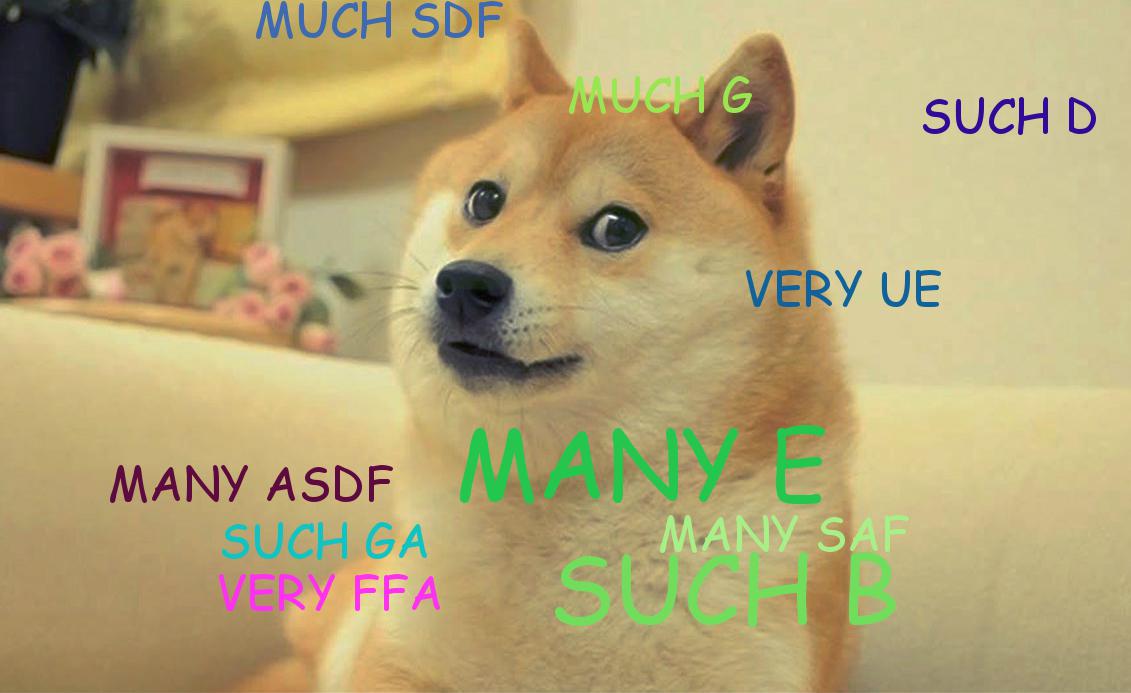 MUCH SDF
MUCH G
SUCH D
VERY UE
MANY E
MANY ASDF
MANY SAF
SUCH GA
SUCH B
VERY FFA